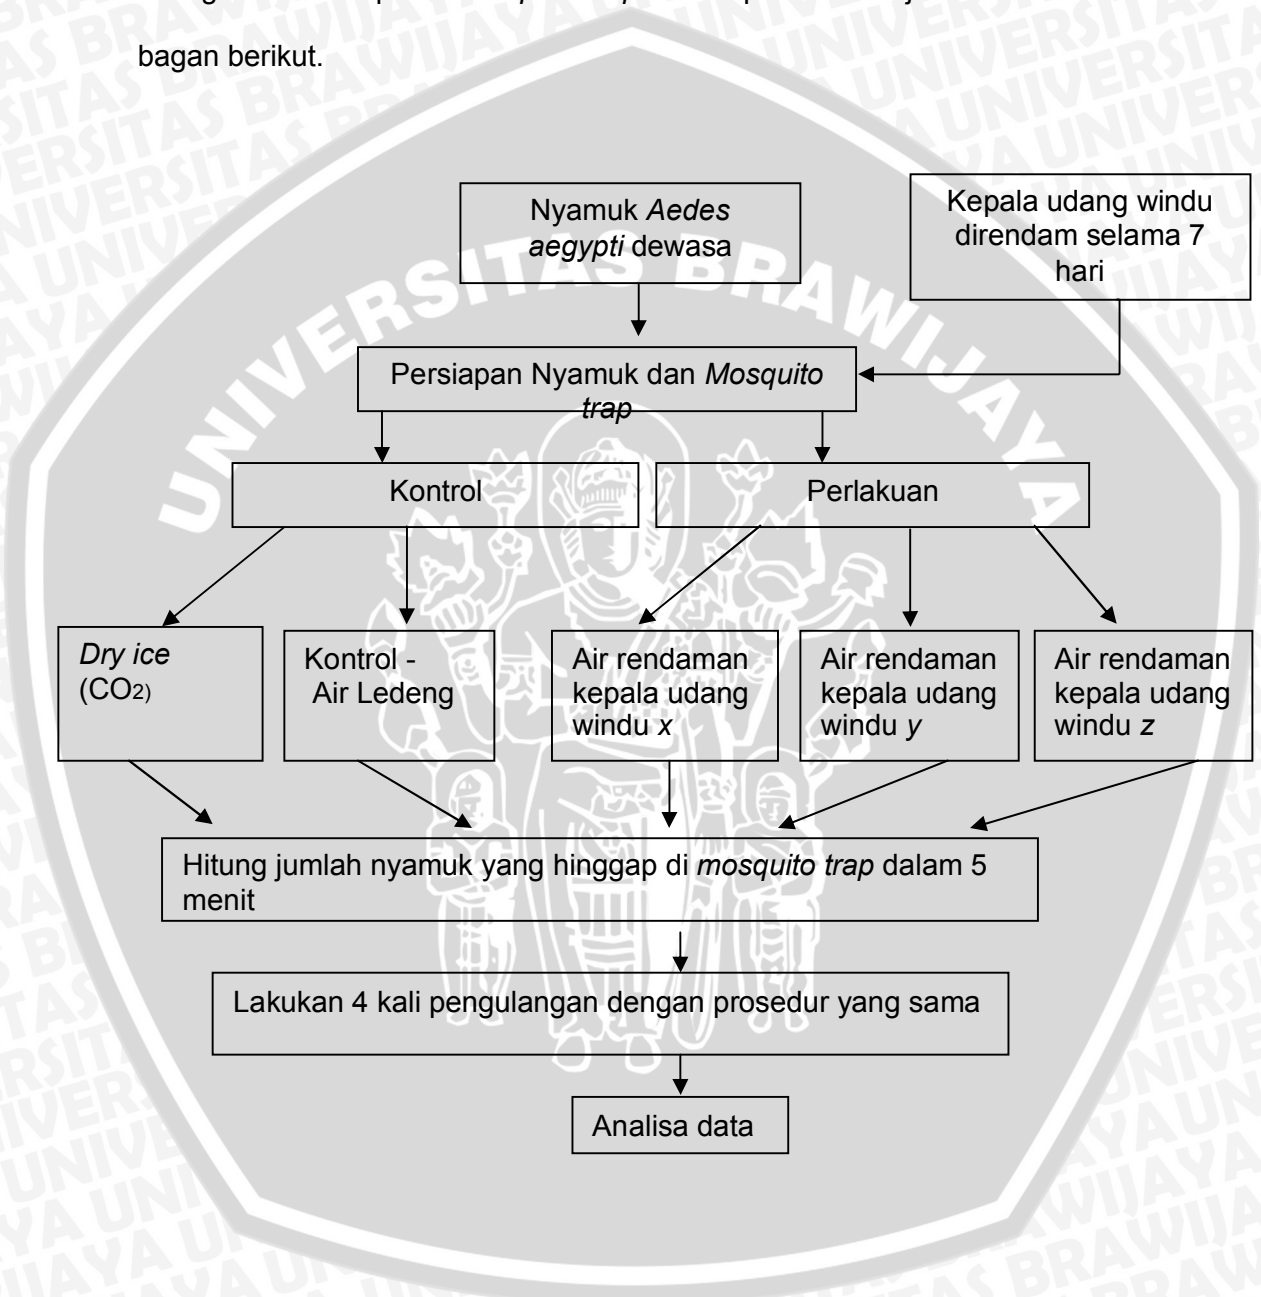 bagan berikut.
Nyamuk Aedes
aegypti dewasa
Kepala udang windu
direndam selama 7
hari
UNIVERSITAS BRAWIJAYA
Persiapan Nyamuk dan Mosquito
trap
Kontrol
Perlakuan
Dry ice
(CO2)
Kontrol -
Air Ledeng
Air rendaman
kepala udang
windu x
Air rendaman
kepala udang
windu y
Air rendaman
kepala udang
windu z
Hitung jumlah nyamuk yang hinggap di mosquito trap dalam 5
menit
Lakukan 4 kali pengulangan dengan prosedur yang sama
Analisa data